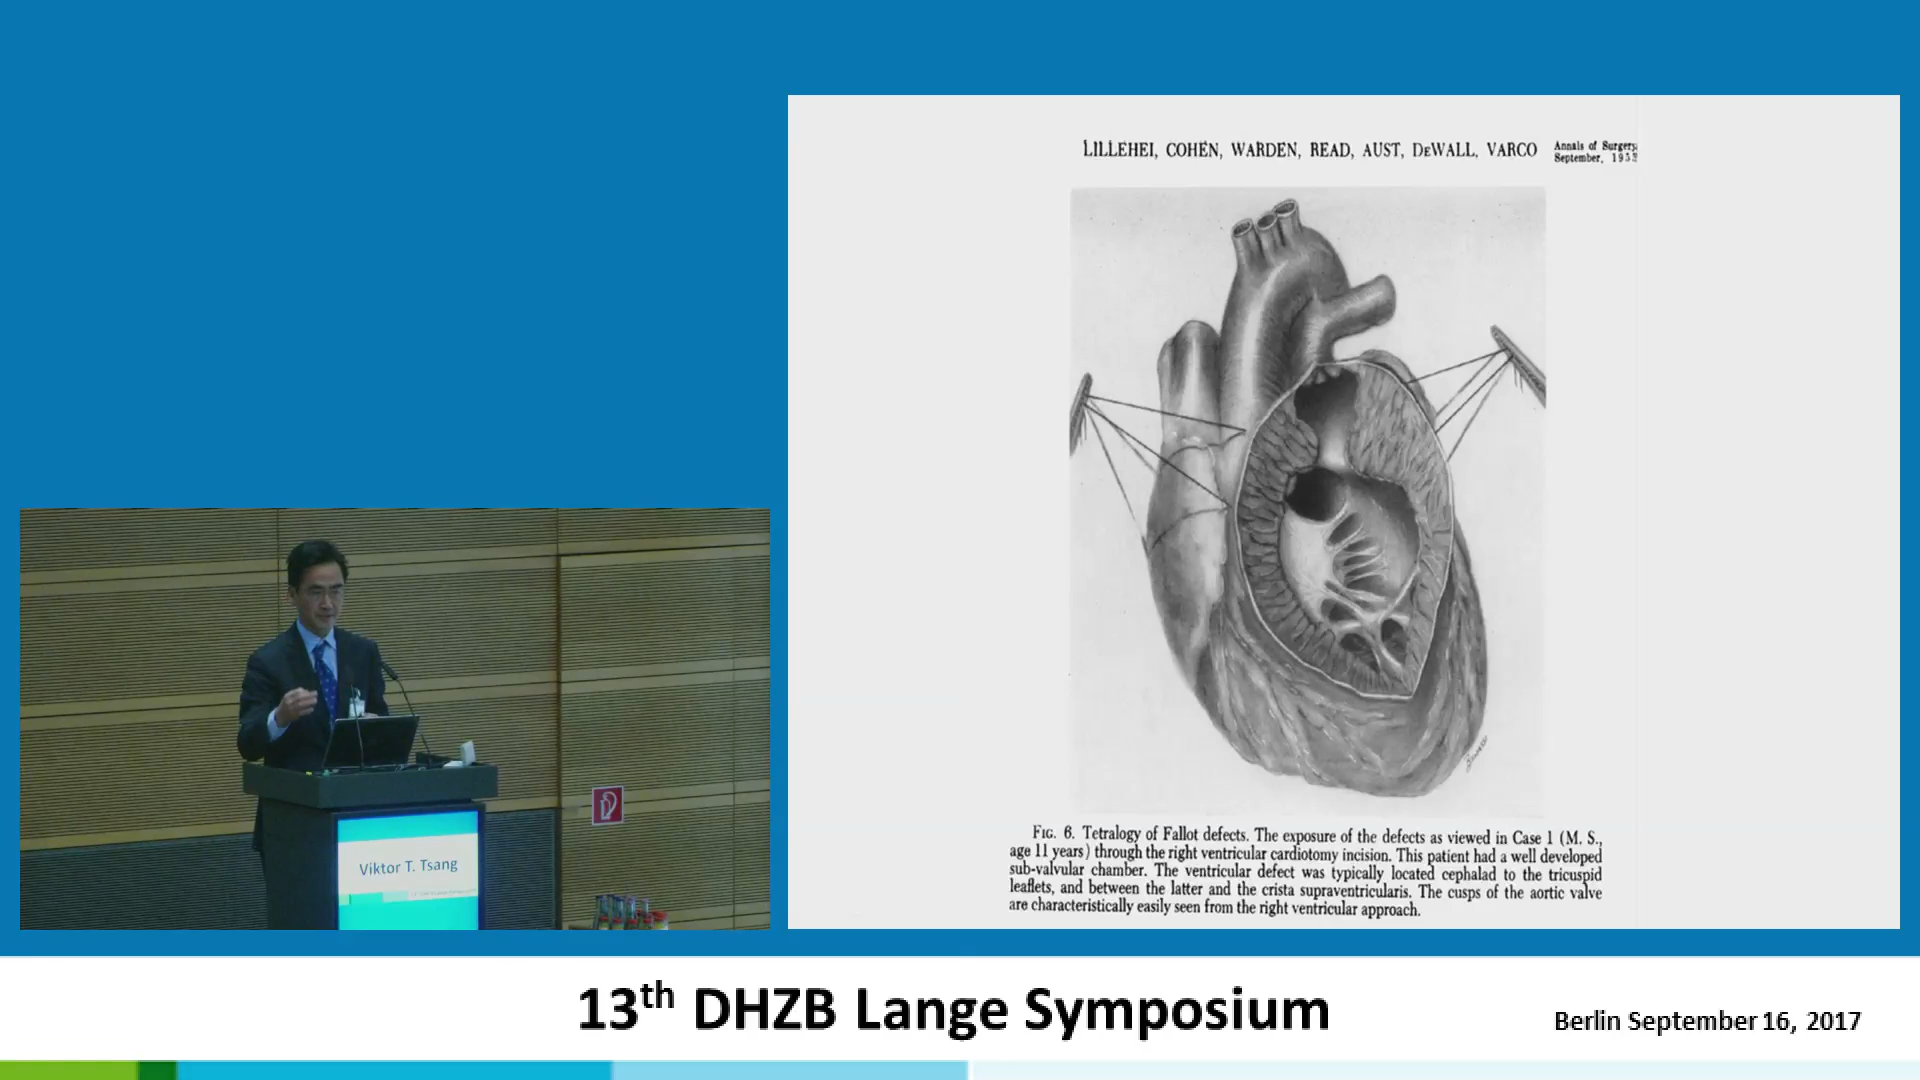 LILLEHEI, COHEN, WARDEN, READ, AUST, DeWALL, VARCO
Annals of Surgery
September,
FIG. 6. Tetralogy of Fallot defects. The exposure of the defects as viewed in Case 1 (M. S.,
age 11 years) through the right ventricular cardiotomy incision. This patient had a well developed
sub-valvular chamber. The ventricular defect was typically located cephalad to the tricuspid
leaflets, and between the latter and the crista supraventricularis. The cusps of the aortic valve
are characteristically easily seen from the right ventricular approach.
Viktor T. Tsang
13th DHZB Lange Symposium
Berlin September 16, 2017